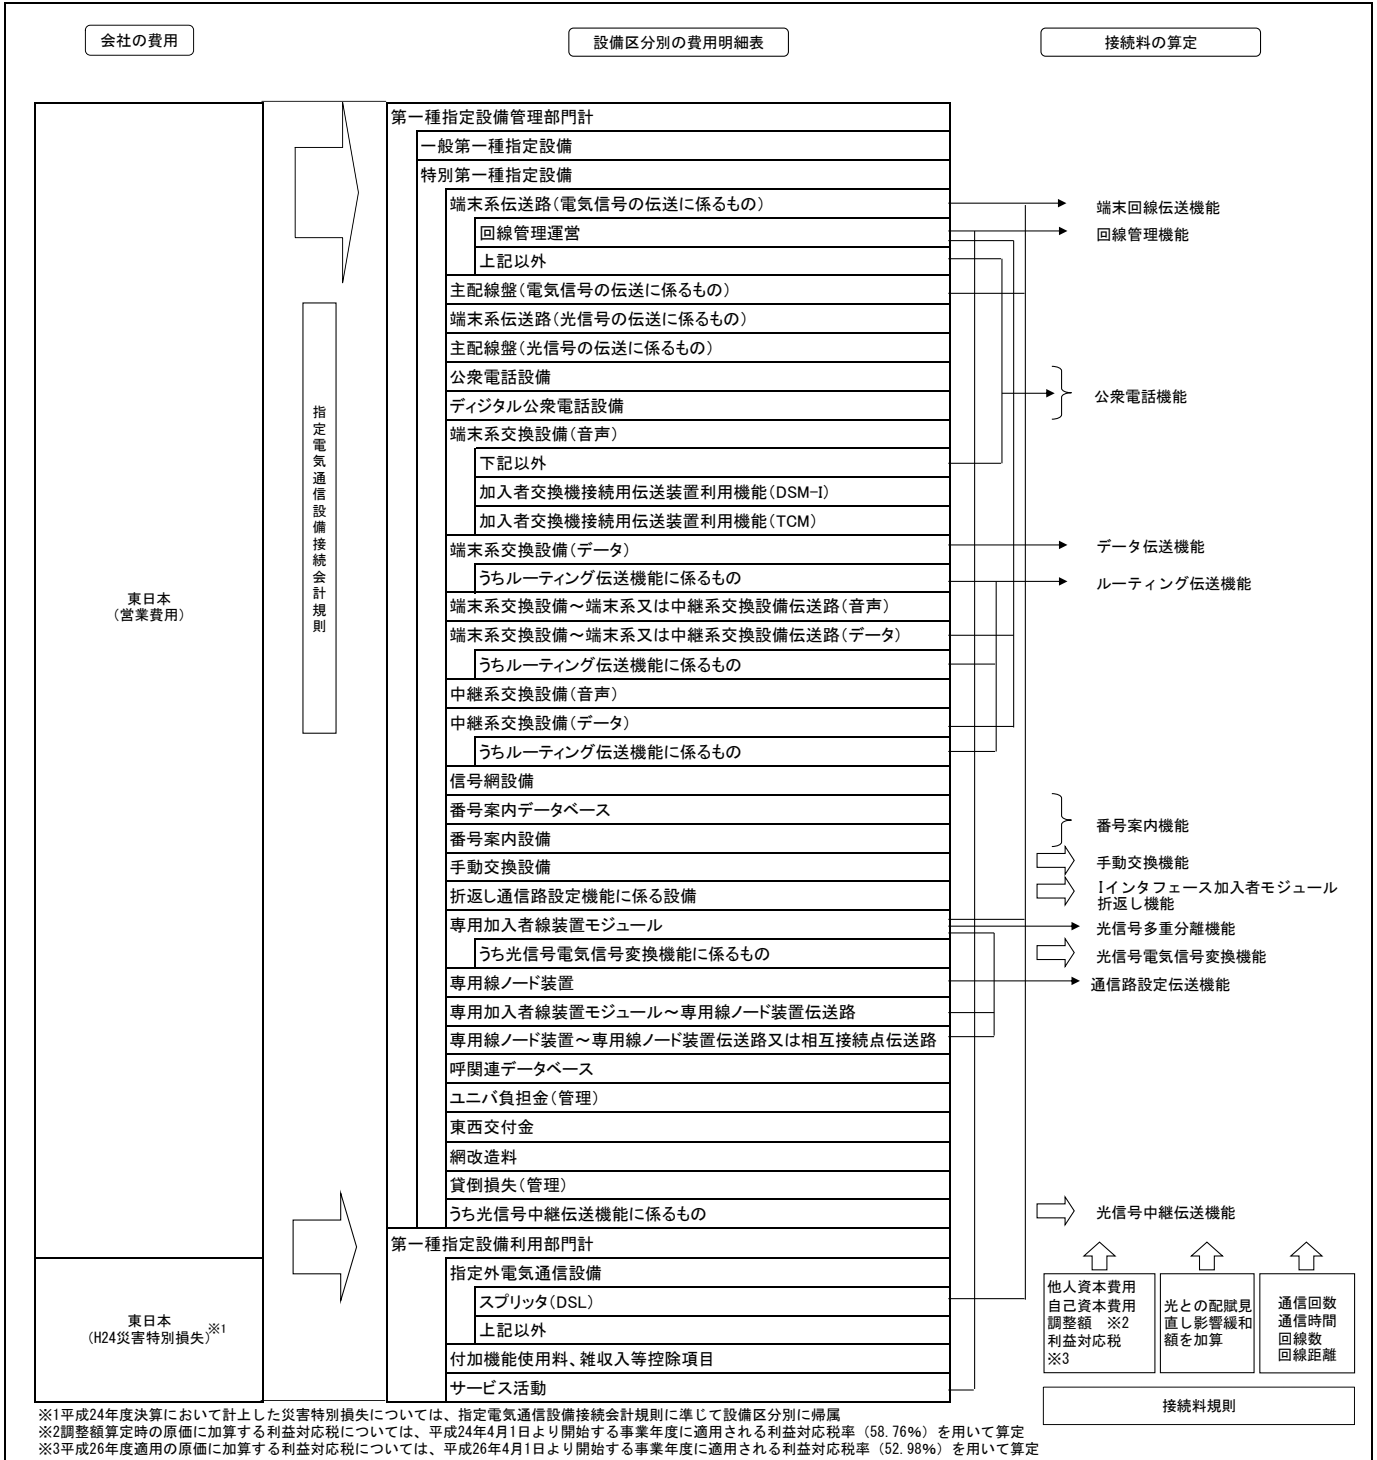 会社の費用
設備区分別の費用明細表
接続料の算定
東日本
(営業費用)
東日本
(H24災害特別損失)※1
指定電気通信設備接続会計規則
第一種指定設備管理部門計
一般第一種指定設備
特別第一種指定設備
端末系伝送路(電気信号の伝送に係るもの)
回線管理運営
上記以外
主配線盤(電気信号の伝送に係るもの)
端末系伝送路(光信号の伝送に係るもの)
主配線盤(光信号の伝送に係るもの)
公衆電話設備
ディジタル公衆電話設備
端末系交換設備(音声)
下記以外
加入者交換機接続用伝送装置利用機能(DSM-I)
加入者交換機接続用伝送装置利用機能(TCM)
端末系交換設備(データ)
うちルーティング伝送機能に係るもの
端末系交換設備～端末系又は中継系交換設備伝送路(音声)
端末系交換設備～端末系又は中継系交換設備伝送路(データ)
うちルーティング伝送機能に係るもの
中継系交換設備(音声)
中継系交換設備(データ)
うちルーティング伝送機能に係るもの
信号網設備
番号案内データベース
番号案内設備
手動交換設備
折返し通信路設定機能に係る設備
専用加入者線装置モジュール
うち光信号電気信号変換機能に係るもの
専用線ノード装置
専用加入者線装置モジュール～専用線ノード装置伝送路
専用線ノード装置～専用線ノード装置伝送路又は相互接続点伝送路
呼関連データベース
ユニバ負担金(管理)
東西交付金
網改造料
貸倒損失(管理)
うち光信号中継伝送機能に係るもの
第一種指定設備利用部門計
指定外電気通信設備
スプリッタ(DSL)
上記以外
付加機能使用料、雑収入等控除項目
サービス活動
端末回線伝送機能
回線管理機能
公衆電話機能
データ伝送機能
ルーティング伝送機能
番号案内機能
手動交換機能
Iインタフェース加入者モジュール
折返し機能
光信号多重分離機能
光信号電気信号変換機能
通信路設定伝送機能
光信号中継伝送機能
他人資本費用
自己資本費用
調整額 ※2
利益対応税
※3
光との配賦見
直し影響緩和
額を加算
通信回数
通信時間
回線数
回線距離
接続料規則
※1平成24年度決算において計上した災害特別損失については、指定電気通信設備接続会計規則に準じて設備区分別に帰属
※2調整額算定時の原価に加算する利益対応税については、平成24年4月1日より開始する事業年度に適用される利益対応税率（58.76%）を用いて算定
※3平成26年度適用の原価に加算する利益対応税については、平成26年4月1日より開始する事業年度に適用される利益対応税率（52.98%）を用いて算定